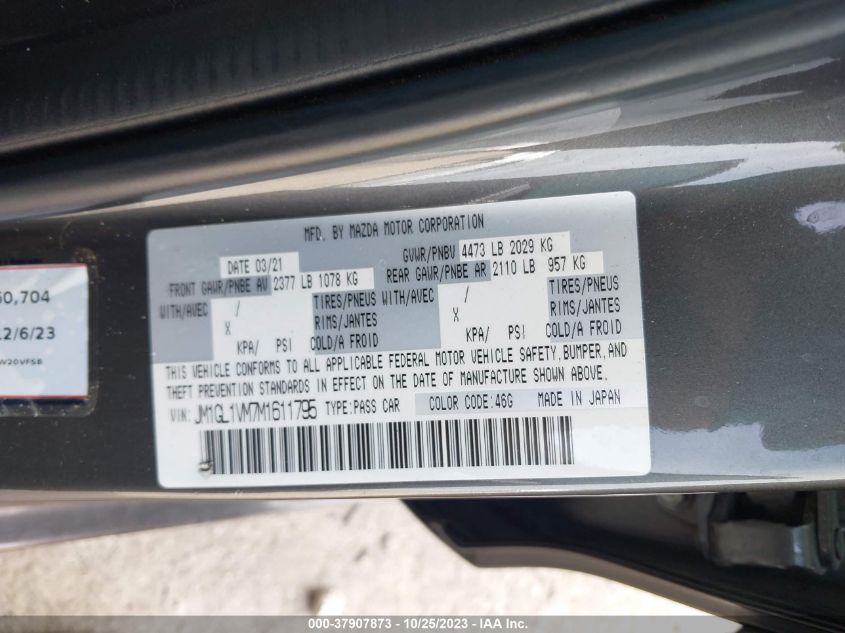 MFD. BY MAZDA MOTOR CORPORATION
DATE 03/21 GVWR/PNBV 4473 LB 2029 KG
FRONT GAWR/PNBE AV 2377 LB 1078 KG REAR GAWR/PNBE AR 2110 LB 957 KG
WITH/AVEC / TIRES/PNEUS WITH/AVEC / TIRES/PNEUS
X RIMS/JANTES X RIMS/JANTES
KPA/ PSI COLD/A FROID KPA/ PSI COLD/A FROID
THIS VEHICLE CONFORMS TO ALL APPLICABLE FEDERAL MOTOR VEHICLE SAFETY, BUMPER, AND
THEFT PREVENTION STANDARDS IN EFFECT ON THE DATE OF MANUFACTURE SHOWN ABOVE.
VIN: JM1GL1VM7M1611795 TYPE: PASS CAR COLOR CODE: 46G MADE IN JAPAN
50,704
12/6/23
W20VFSB
000-37907873 - 10/25/2023 - IAA Inc.